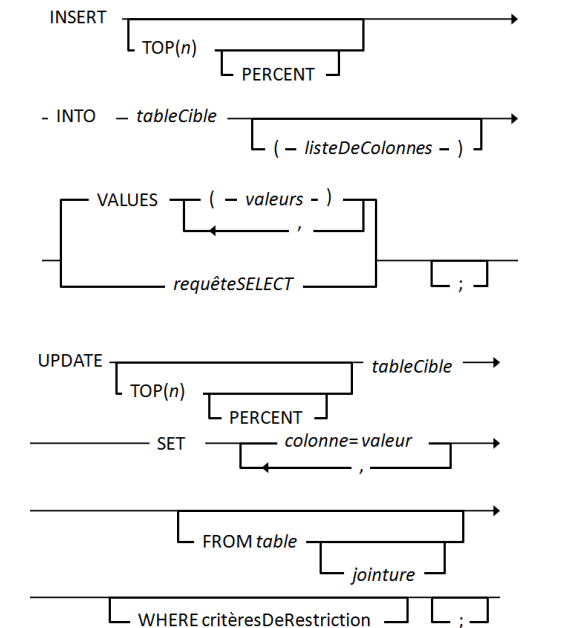 INSERT
TOP(n)
PERCENT
INTO tableCible
( listeDeColonnes )
VALUES ( valeurs )
,
requêteSELECT
;
UPDATE tableCible
TOP(n)
PERCENT
SET colonne=valeur
,
FROM table
jointure
WHERE critèresDeRestriction ;